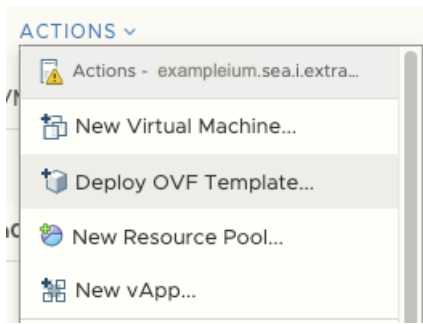 ACTIONS
Actions - exampleium.sea.i.extra...
New Virtual Machine...
Deploy OVF Template...
New Resource Pool...
New vApp...